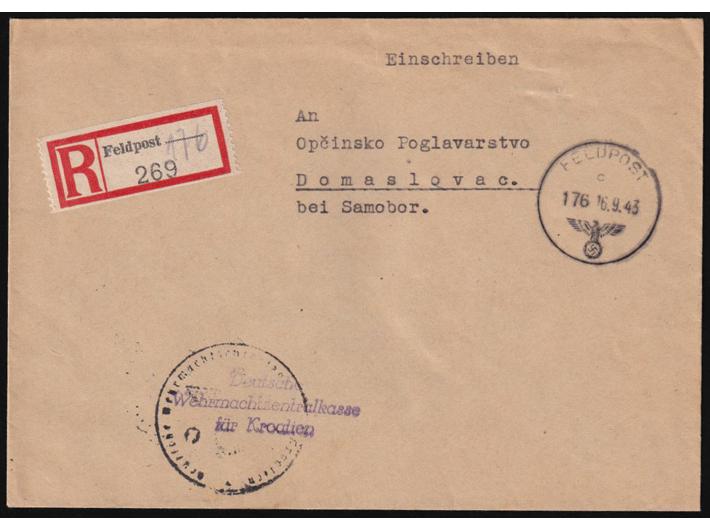 Einschreiben
An
Općinsko Poglavarstvo
Domaslovac.
bei Samobor.
R
Feldpost 176
269
FELDPOST
c
176 16.9.43
Deutsche
Wehrmachtzentralkasse
für Kroatien